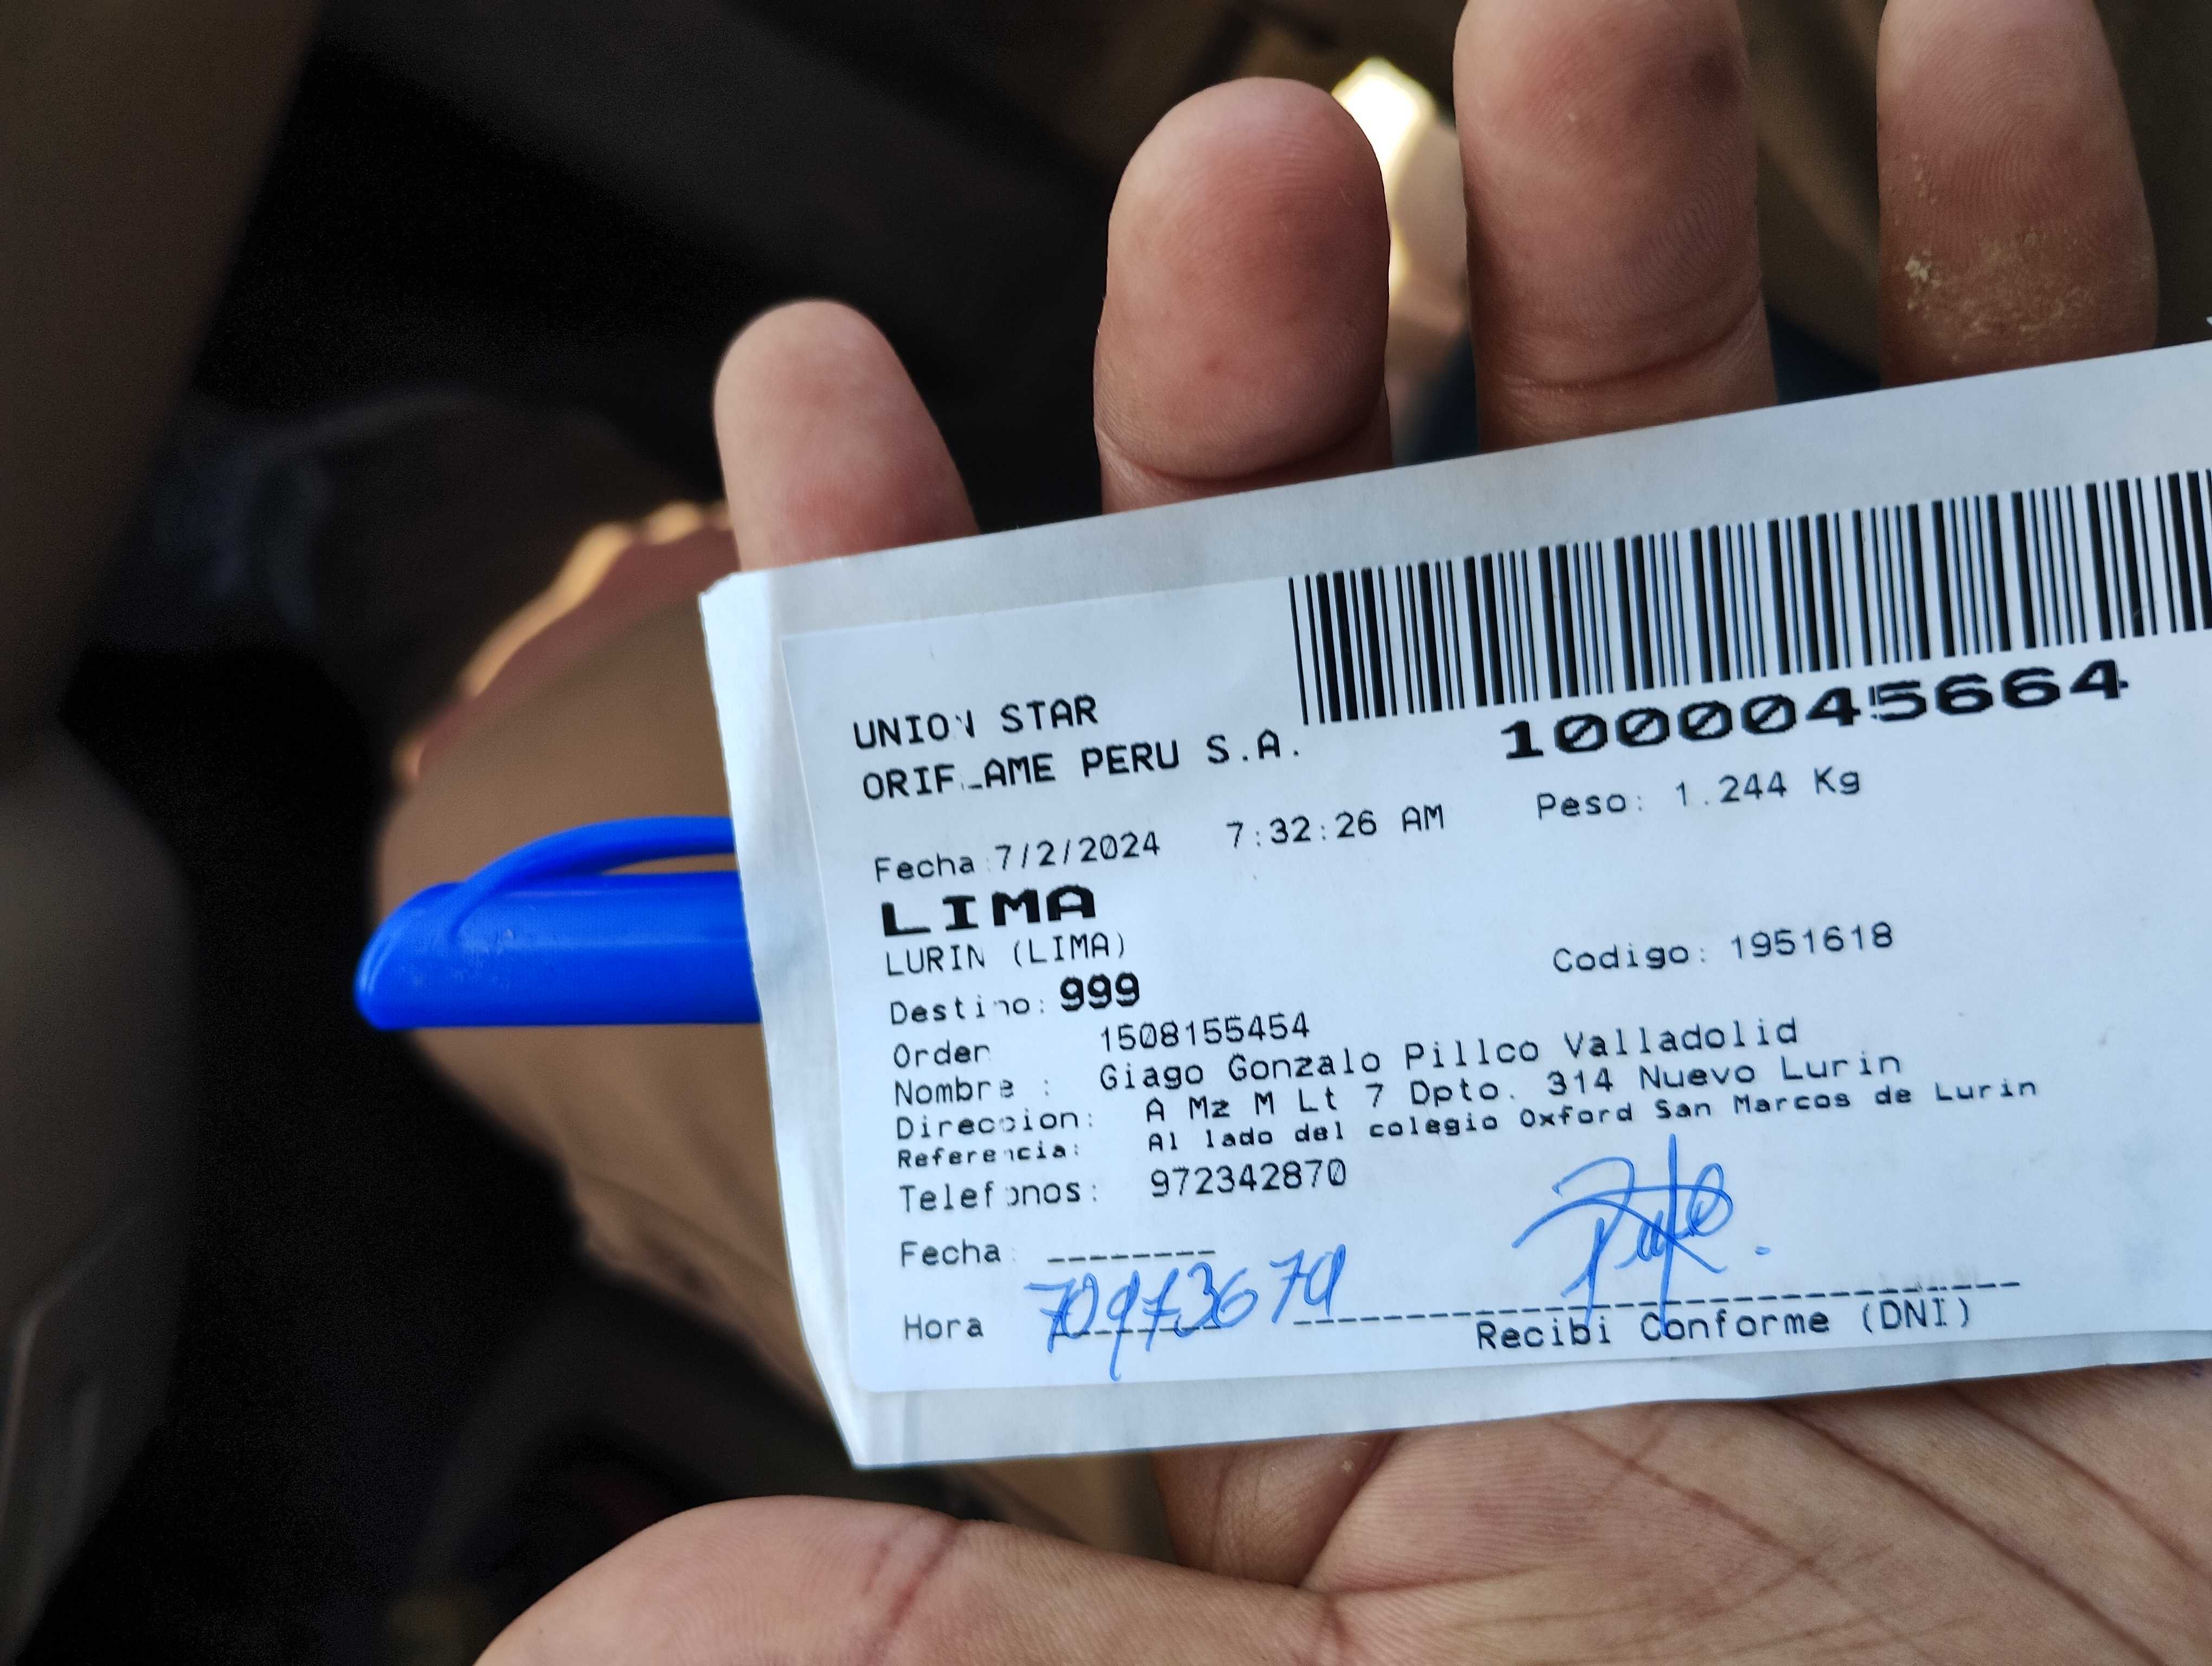 UNION STAR
ORIFLAME PERU S.A.
1000045664
Fecha:7/2/2024 7:32:26 AM Peso: 1.244 Kg
LIMA
LURIN (LIMA)
Destino: 999 Codigo: 1951618
Order 1508155454
Nombre : Giago Gonzalo Pillco Valladolid
Direccion: A Mz M Lt 7 Dpto. 314 Nuevo Lurin
Referencia: Al lado del colegio Oxford San Marcos de Lurin
Telefonos: 972342870
Fecha: --------
Hora
Recibi Conforme (DNI)